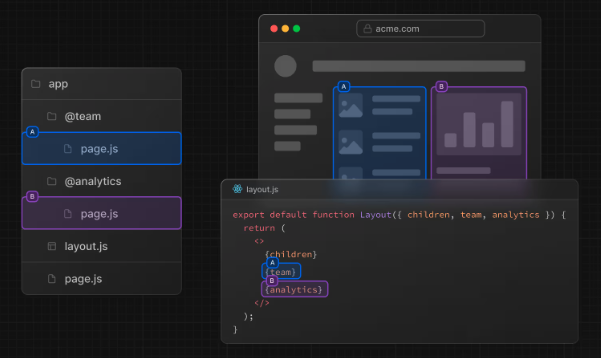 app
@team
A
page.js
@analytics
B
page.js
layout.js
page.js
acme.com
A
B
layout.js
export default function Layout({ children, team, analytics }) {
return (
<>
{children}
A
{team}
B
{analytics}
</>
);
}